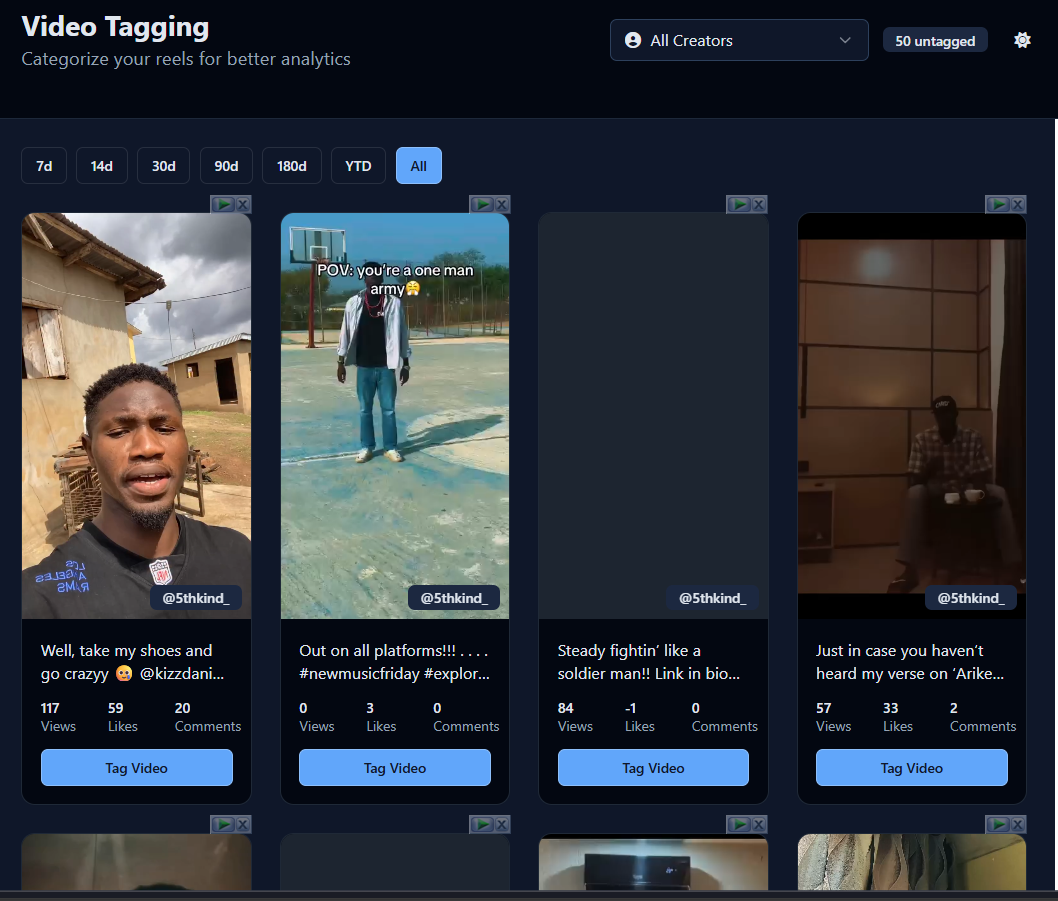 Video Tagging
Categorize your reels for better analytics
All Creators
50 untagged
7d
14d
30d
90d
180d
YTD
All
POV: you're a one man
army😤
@5thkind_
@5thkind_
@5thkind_
@5thkind_
Well, take my shoes and
go crazyy 🤕 @kizzdani...
117
59
20
Views
Likes
Comments
Tag Video
Out on all platforms!!! . . . .
#newmusicfriday #explor...
0
3
0
Views
Likes
Comments
Tag Video
Steady fightin’ like a
soldier man!! Link in bio...
84
-1
0
Views
Likes
Comments
Tag Video
Just in case you haven’t
heard my verse on ‘Arike...
57
33
2
Views
Likes
Comments
Tag Video